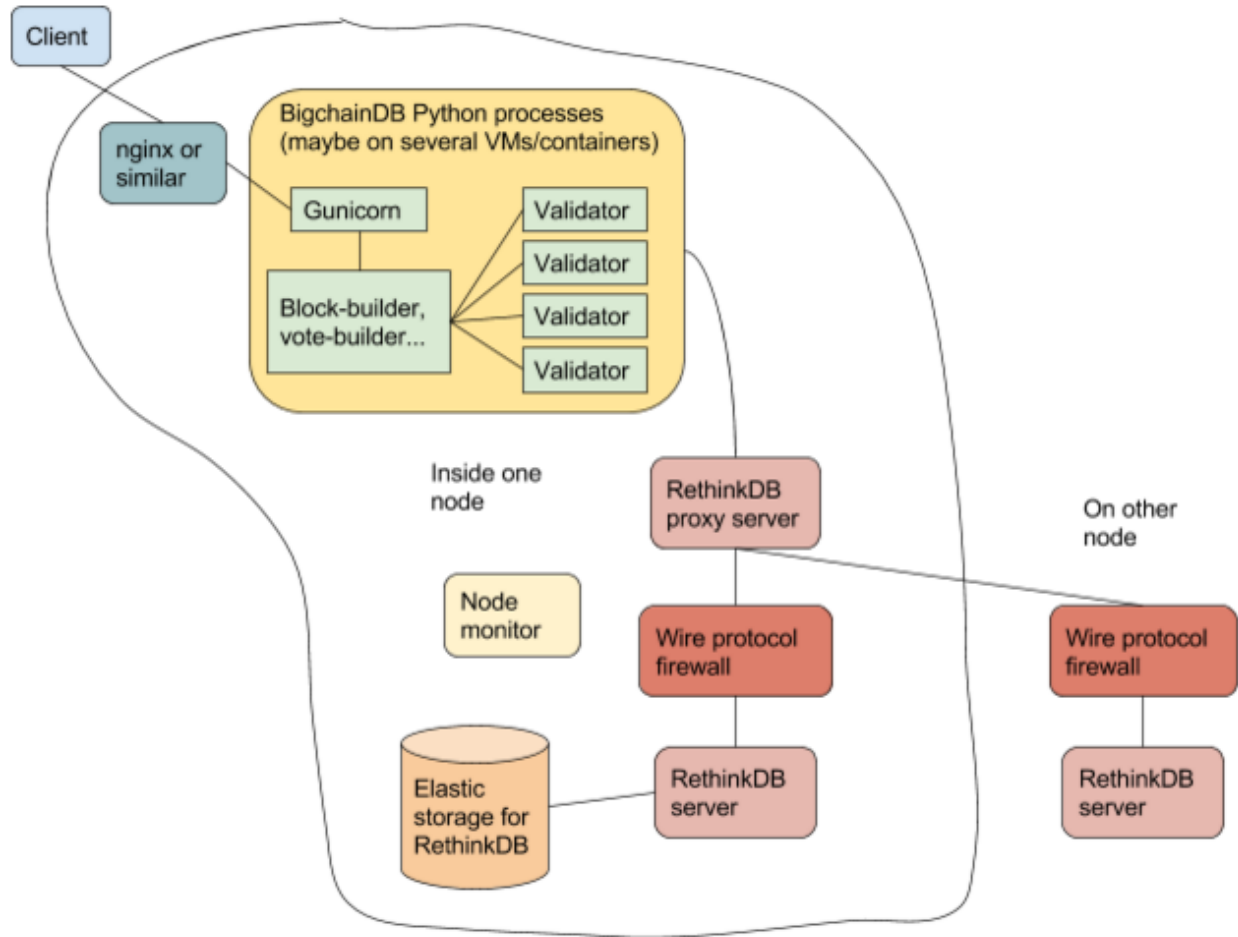 Client
nginx or
similar
BigchainDB Python processes
(maybe on several VMs/containers)
Gunicorn
Block-builder,
vote-builder...
Validator
Validator
Validator
Validator
Inside one
node
RethinkDB
proxy server
On other
node
Node
monitor
Wire protocol
firewall
Wire protocol
firewall
Elastic
storage for
RethinkDB
RethinkDB
server
RethinkDB
server